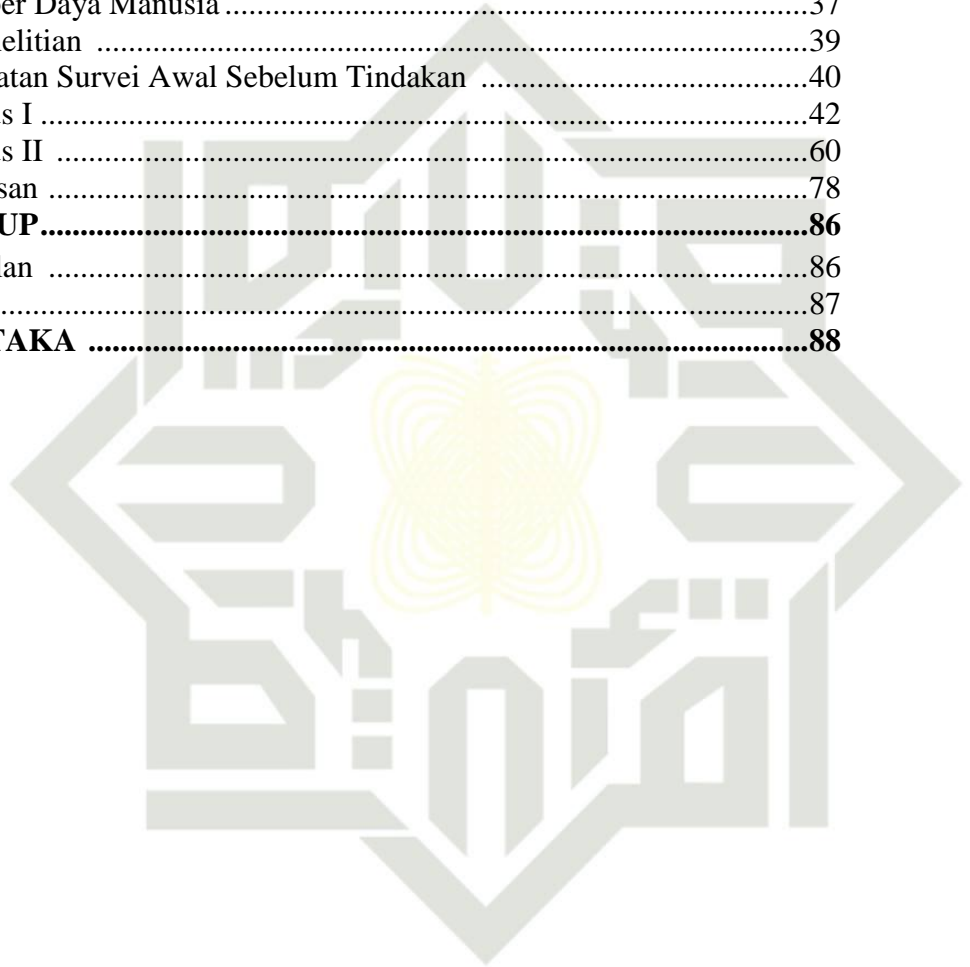 er Daya Manusia ........................................................................37
elitian ........................................................................39
atan Survei Awal Sebelum Tindakan ........................................40
s I ........................................................................42
s II ........................................................................60
san ........................................................................78
UP........................................................................86
an ........................................................................86
........................................................................87
TAKA ........................................................................88